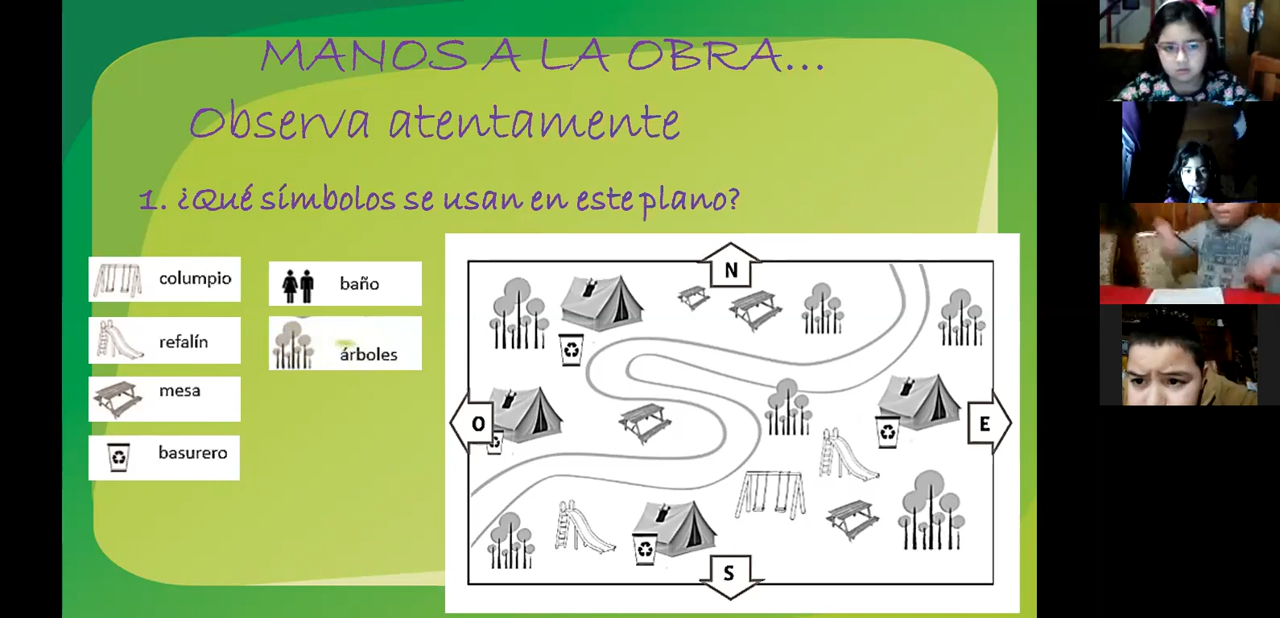 MANOS A LA OBRA...
Observa atentamente
1. ¿Qué símbolos se usan en este plano?
columpio
refalín
mesa
basurero
baño
árboles
N
O
E
S